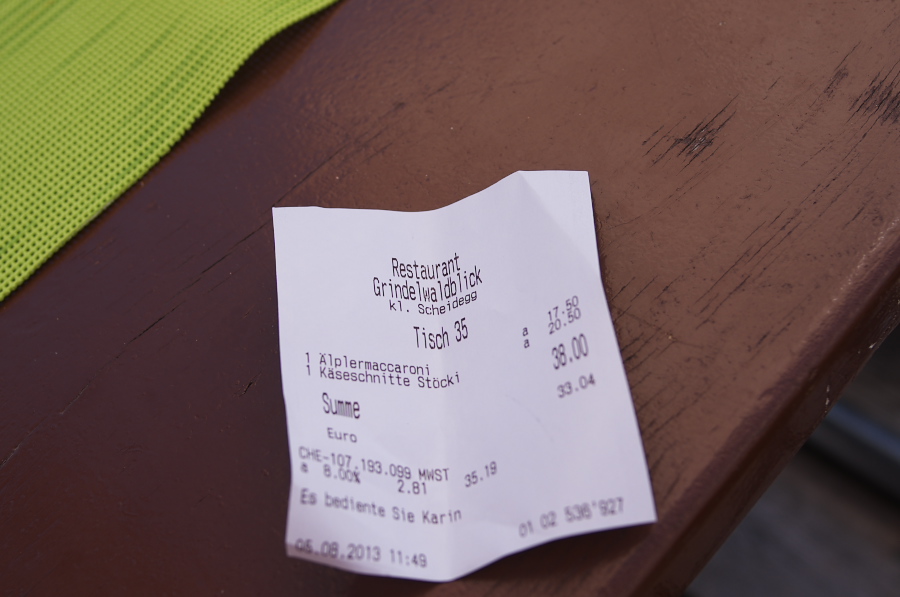 Restaurant
Grindelwaldblick
kl. Scheidegg
Tisch 35
1 Älplermaccaroni a 17.50
1 Käseschnitte Stöcki a 20.50
Summe 38.00
Euro 33.04
CHE-107.193.099 MWST
a 8.00% 2.81 35.19
Es bediente Sie Karin
05.08.2013 11:49 01 02 536'927